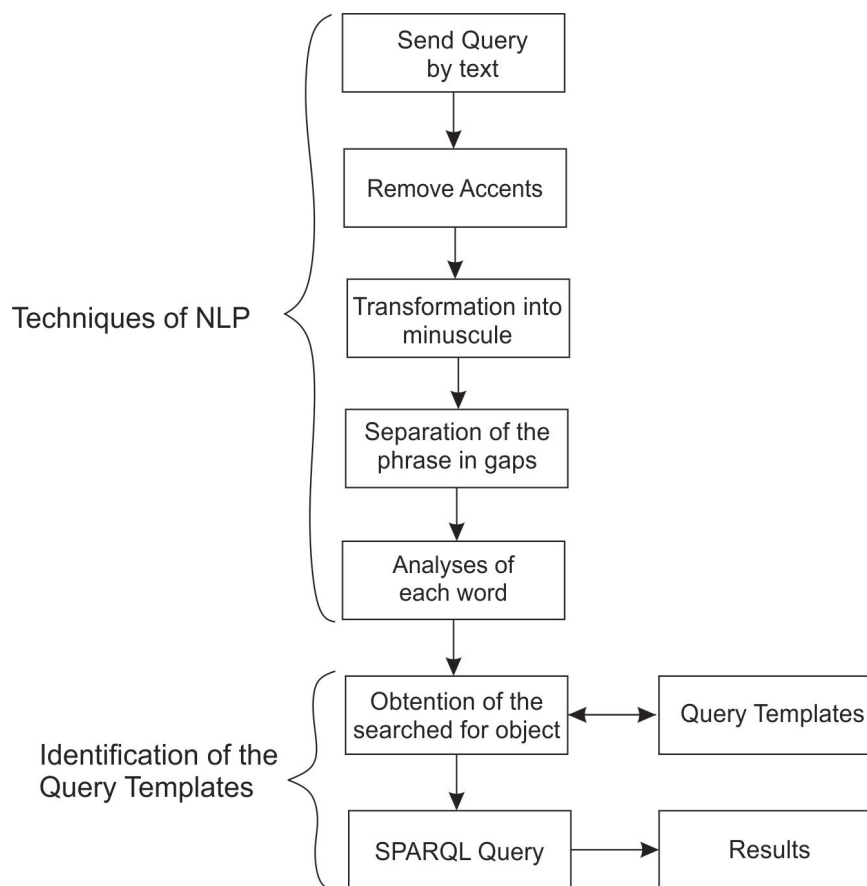 Send Query
by text
Remove Accents
Transformation into
minuscule
Techniques of NLP
Separation of the
phrase in gaps
Analyses of
each word
Obtention of the
searched for object
Query Templates
Identification of the
Query Templates
SPARQL Query
Results